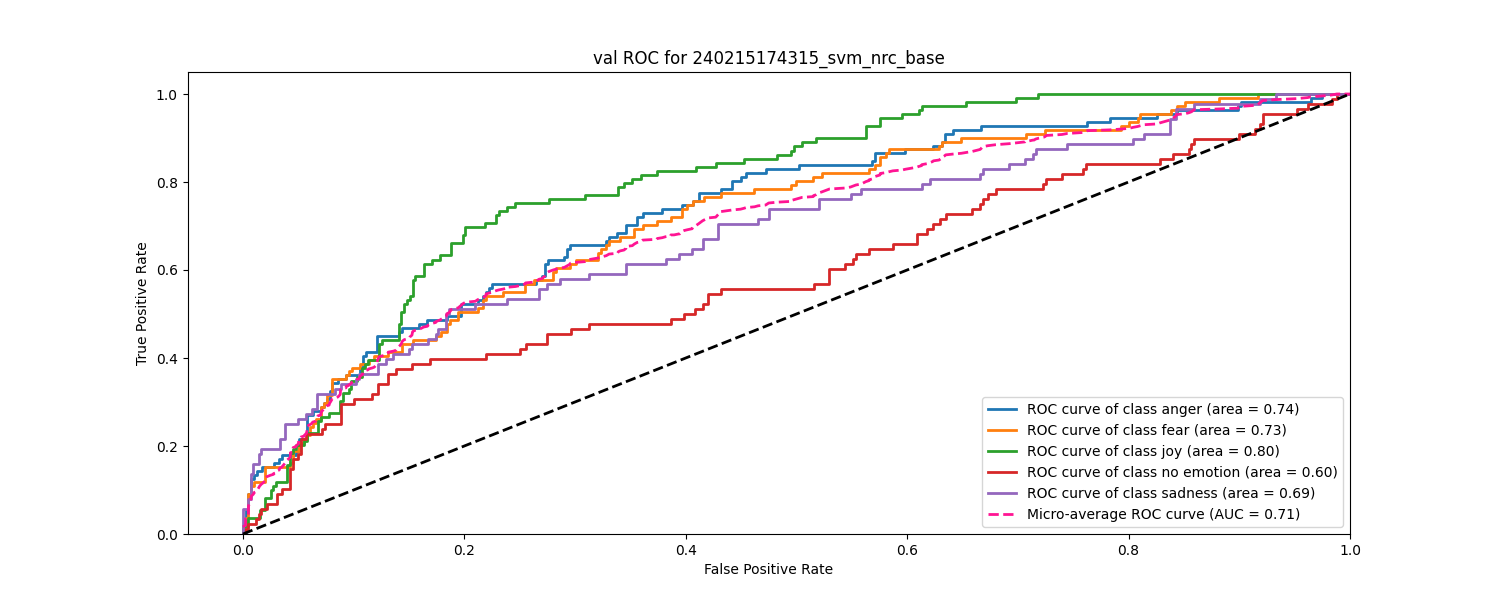 val ROC for 240215174315_svm_nrc_base
True Positive Rate
1.0
0.8
0.6
0.4
0.2
0.0
ROC curve of class anger (area = 0.74)
ROC curve of class fear (area = 0.73)
ROC curve of class joy (area = 0.80)
ROC curve of class no emotion (area = 0.60)
ROC curve of class sadness (area = 0.69)
Micro-average ROC curve (AUC = 0.71)
0.0 0.2 0.4 0.6 0.8 1.0
False Positive Rate